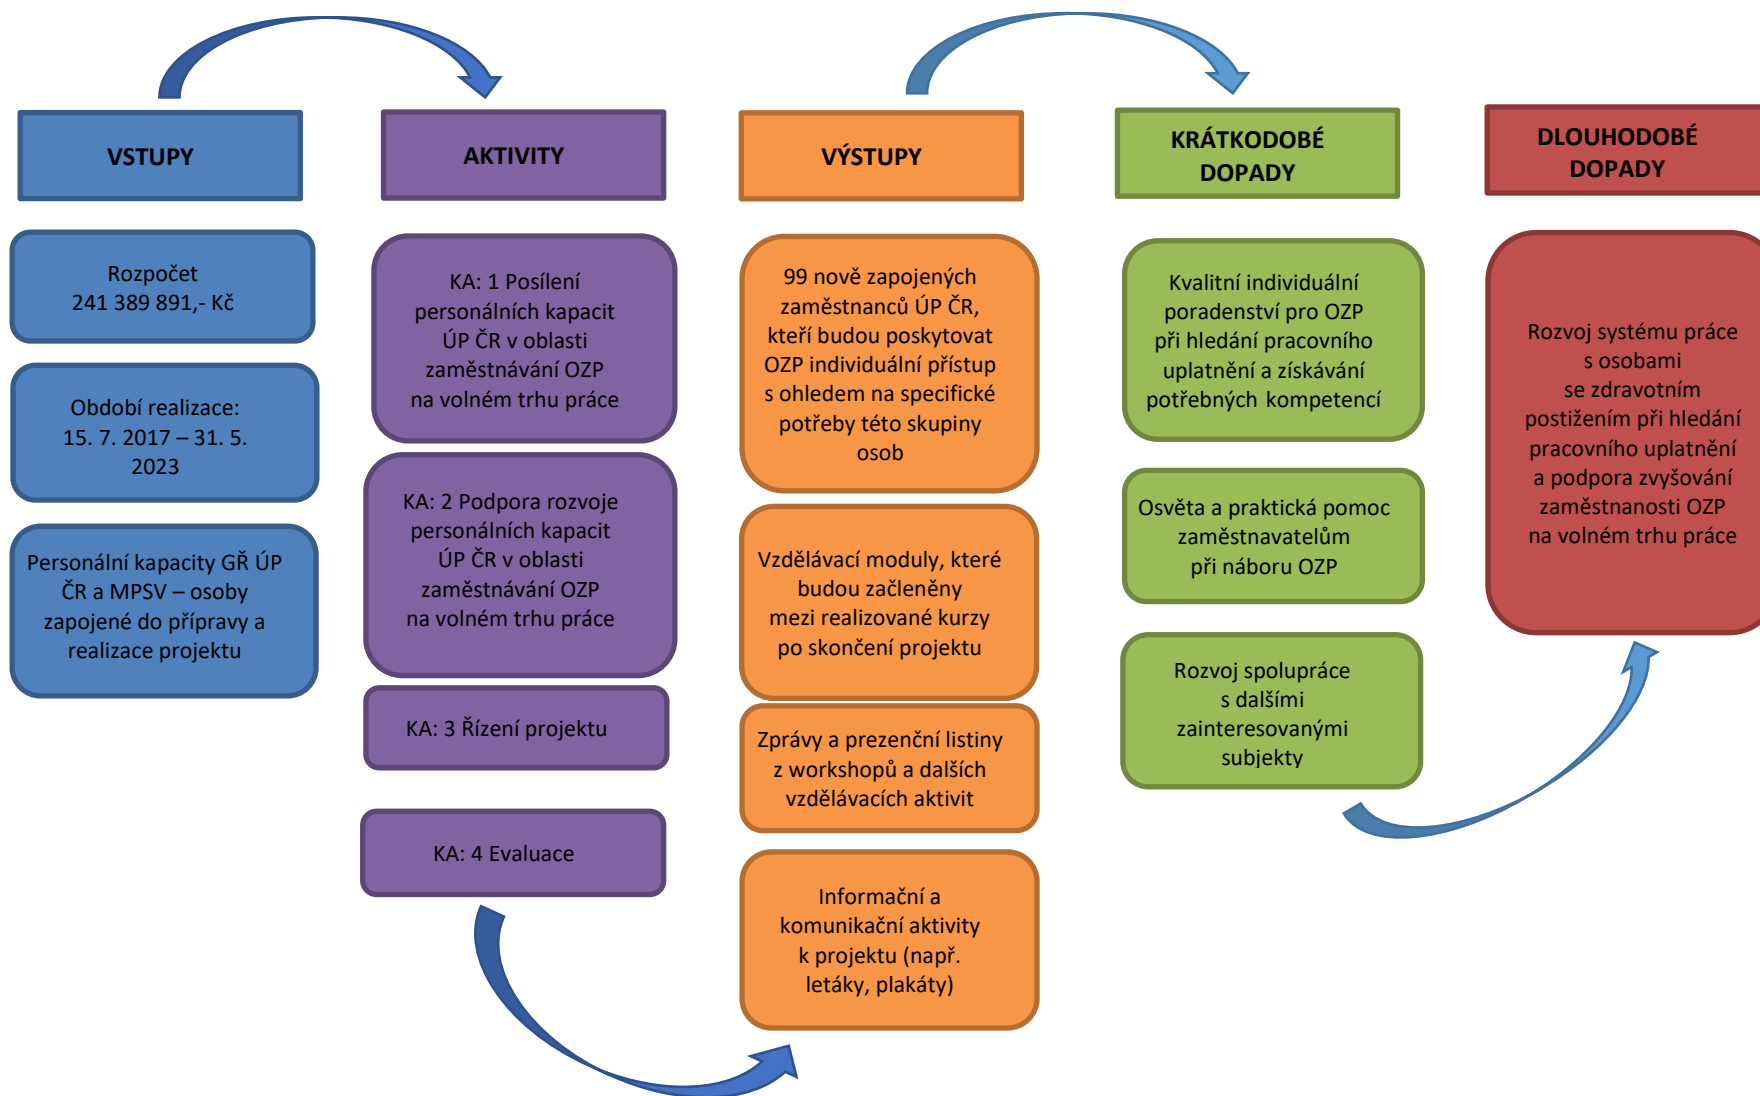 VSTUPY
Rozpočet
241 389 891,- Kč
Období realizace:
15. 7. 2017 – 31. 5.
2023
Personální kapacity GŘ ÚP
ČR a MPSV – osoby
zapojené do přípravy a
realizace projektu
AKTIVITY
KA: 1 Posílení
personálních kapacit
ÚP ČR v oblasti
zaměstnávání OZP
na volném trhu práce
KA: 2 Podpora rozvoje
personálních kapacit
ÚP ČR v oblasti
zaměstnávání OZP
na volném trhu práce
KA: 3 Řízení projektu
KA: 4 Evaluace
VÝSTUPY
99 nově zapojených
zaměstnanců ÚP ČR,
kteří budou poskytovat
OZP individuální přístup
s ohledem na specifické
potřeby této skupiny
osob
Vzdělávací moduly, které
budou začleněny
mezi realizované kurzy
po skončení projektu
Zprávy a prezenční listiny
z workshopů a dalších
vzdělávacích aktivit
Informační a
komunikační aktivity
k projektu (např.
letáky, plakáty)
KRÁTKODOBÉ
DOPADY
Kvalitní individuální
poradenství pro OZP
při hledání pracovního
uplatnění a získávání
potřebných kompetencí
Osvěta a praktická pomoc
zaměstnavatelům
při náboru OZP
Rozvoj spolupráce
s dalšími
zainteresovanými
subjekty
DLOUHODOBÉ
DOPADY
Rozvoj systému práce
s osobami
se zdravotním
postižením při hledání
pracovního uplatnění
a podpora zvyšování
zaměstnanosti OZP
na volném trhu práce